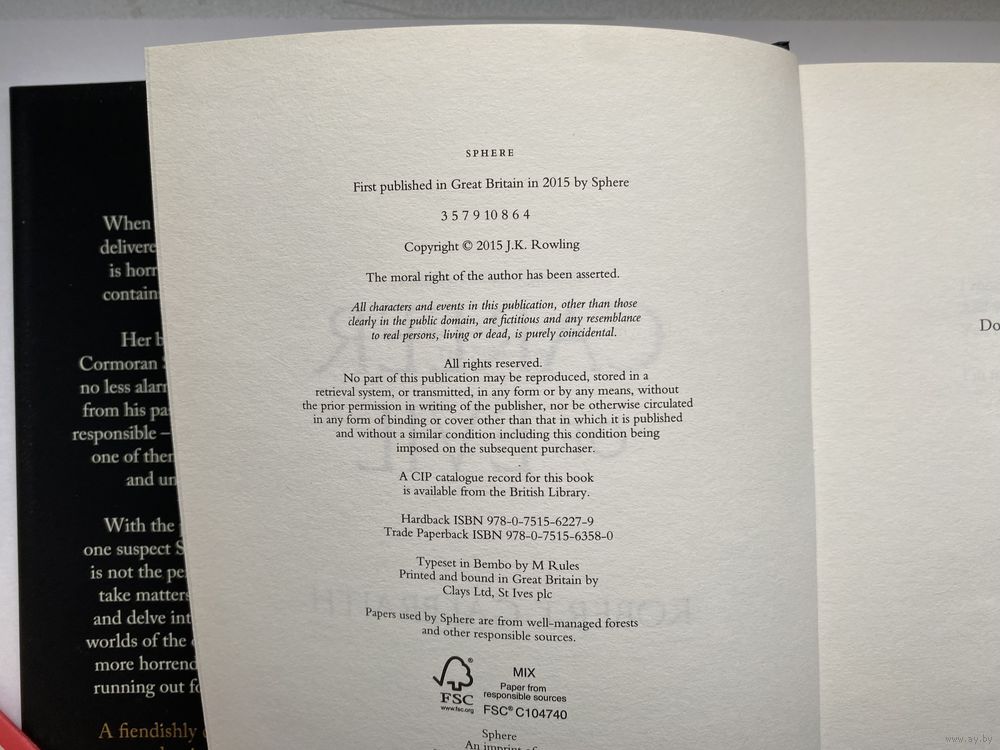 When
delivere
is horr
contain
Her b
Cormoran
no less alarm
from his pa
responsible –
one of them
and un
With the
one suspect S
is not the pe
take matters
and delve int
worlds of the
more horrend
running out fo
A fiendishly
SPHERE
First published in Great Britain in 2015 by Sphere
3 5 7 9 10 8 6 4
Copyright © 2015 J.K. Rowling
The moral right of the author has been asserted.
All characters and events in this publication, other than those
clearly in the public domain, are fictitious and any resemblance
to real persons, living or dead, is purely coincidental.
All rights reserved.
No part of this publication may be reproduced, stored in a
retrieval system, or transmitted, in any form or by any means, without
the prior permission in writing of the publisher, nor be otherwise circulated
in any form of binding or cover other than that in which it is published
and without a similar condition including this condition being
imposed on the subsequent purchaser.
A CIP catalogue record for this book
is available from the British Library.
Hardback ISBN 978-0-7515-6227-9
Trade Paperback ISBN 978-0-7515-6358-0
Typeset in Bembo by M Rules
Printed and bound in Great Britain by
Clays Ltd, St Ives plc
Papers used by Sphere are from well-managed forests
and other responsible sources.
FSC
www.fsc.org
MIX
Paper from
responsible sources
FSC® C104740
Sphere
An imprint of
Do
www.ay.by